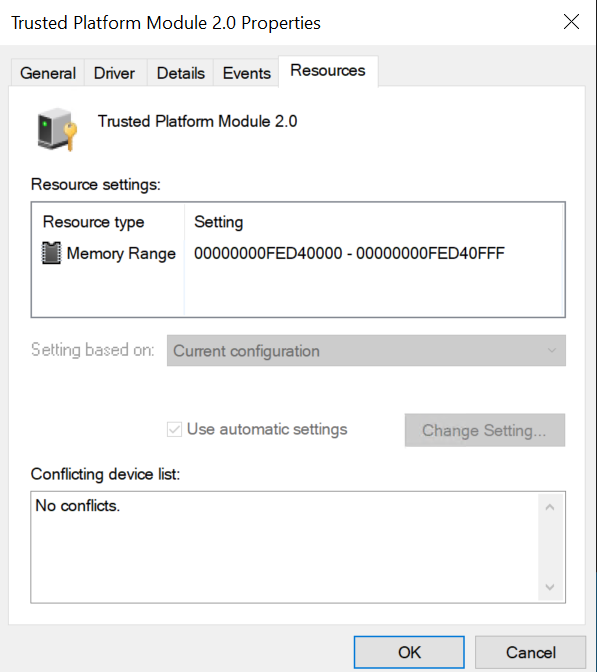 Trusted Platform Module 2.0 Properties
General Driver Details Events Resources
Trusted Platform Module 2.0
Resource settings:
Resource type Setting
Memory Range 00000000FED40000 - 00000000FED40FFF
Setting based on: Current configuration
Use automatic settings Change Setting...
Conflicting device list:
No conflicts.
OK Cancel